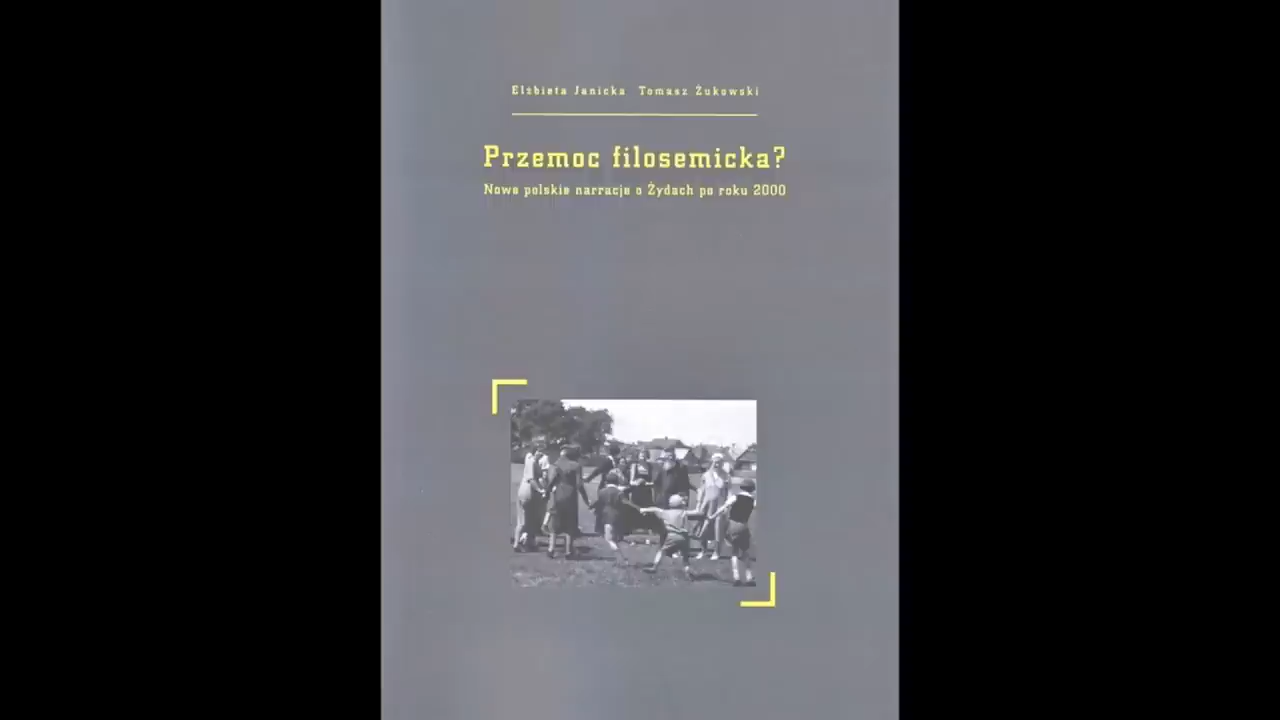 Elżbieta Janicka Tomasz Żukowski
Przemoc filosemicka?
Nowe polskie narracje o Żydach po roku 2000